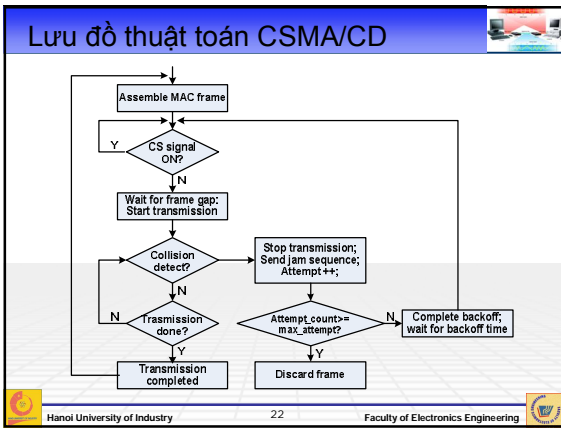 Lưu đồ thuật toán CSMA/CD
Assemble MAC frame
Y
CS signal
ON?
N
Wait for frame gap:
Start transmission
Collision
detect?
Stop transmission;
Send jam sequence;
Attempt ++;
N
N
Trasmission
done?
Attempt_count>=
max_attempt?
N
Complete backoff;
wait for backoff time
Y
Y
Transmission
completed
Discard frame
Hanoi University of Industry
22
Faculty of Electronics Engineering